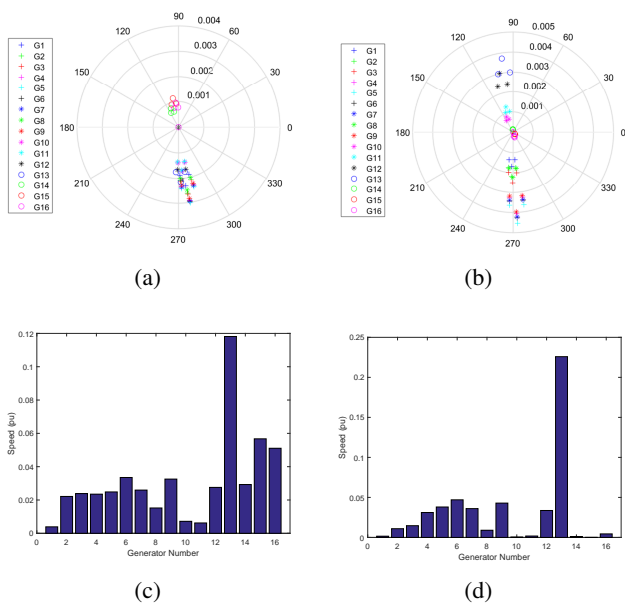 90
0.004
120
60
0.003
0.002
150
30
0.001
180
0
210
330
240
300
270
G1
G2
G3
G4
G5
G6
G7
G8
G9
G10
G11
G12
G13
G14
G15
G16
(a)
90
0.005
120
60
0.004
0.003
150
30
0.002
0.001
180
0
210
330
240
300
270
G1
G2
G3
G4
G5
G6
G7
G8
G9
G10
G11
G12
G13
G14
G15
G16
(b)
0.12
0.1
0.08
0.06
0.04
0.02
0
Speed (pu)
0 2 4 6 8 10 12 14 16
Generator Number
(c)
0.25
0.2
0.15
0.1
0.05
0
Speed (pu)
0 2 4 6 8 10 12 14 16
Generator Number
(d)